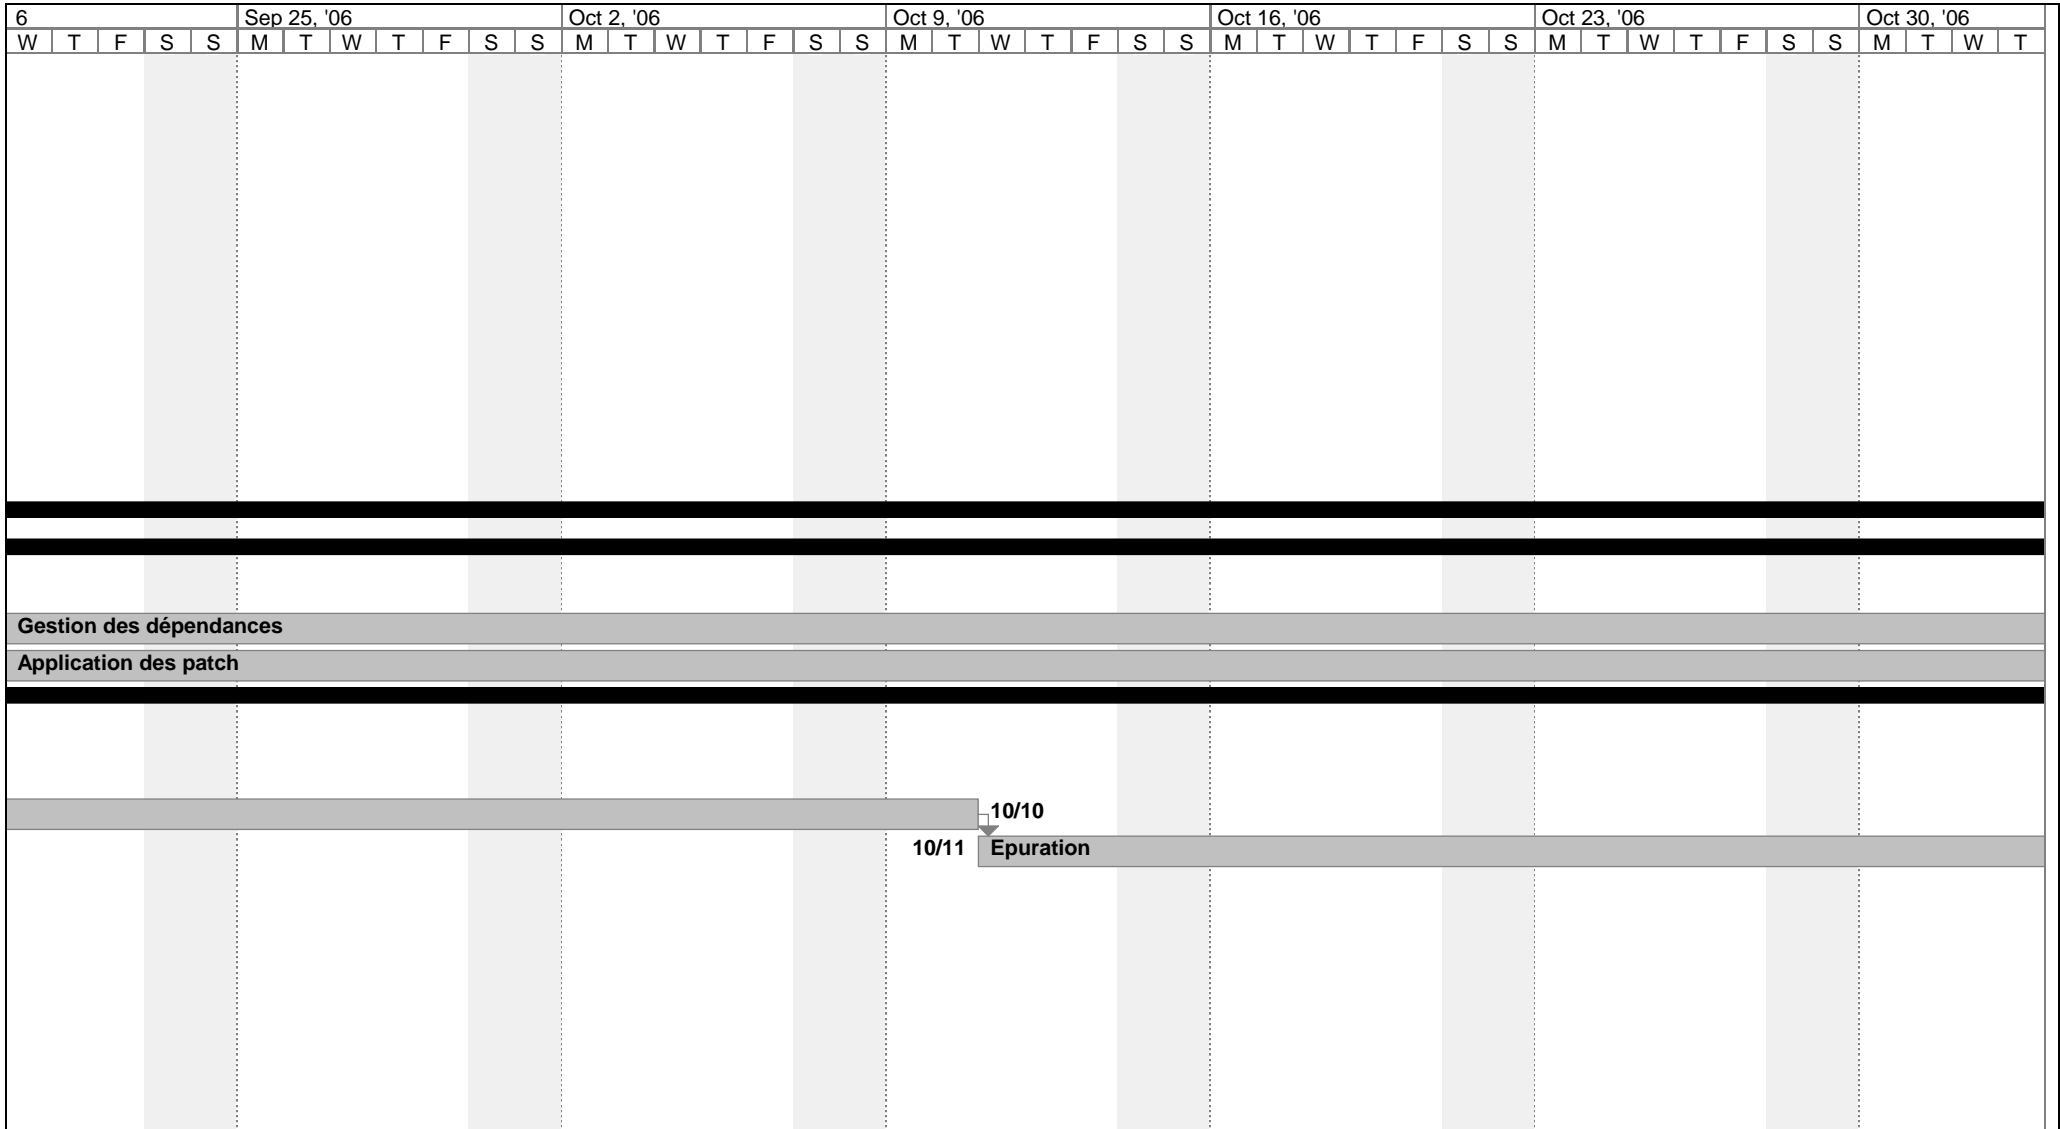 6 Sep 25, '06 Oct 2, '06 Oct 9, '06 Oct 16, '06 Oct 23, '06 Oct 30, '06
W T F S S M T W T F S S M T W T F S S M T W T F S S M T W T F S S M T W T F S S M T W T
Gestion des dépendances
Application des patch
10/10
10/11 Epuration